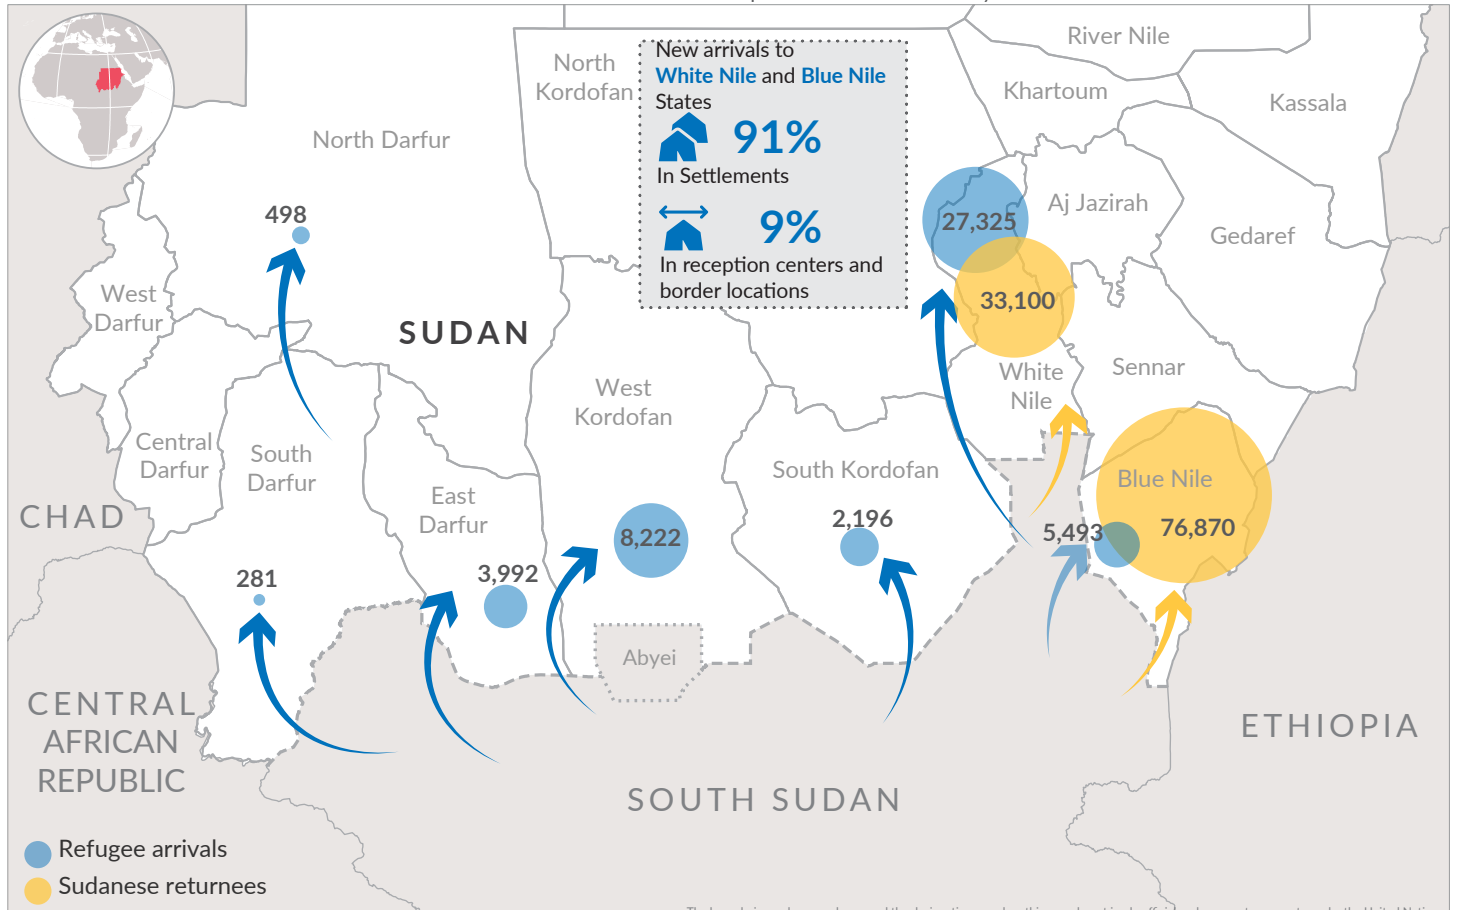 River Nile
New arrivals to
White Nile and Blue Nile
States
91%
In Settlements
9%
In reception centers and
border locations
North
Kordofan
Khartoum
Kassala
North Darfur
Aj Jazirah
498
27,325
Gedaref
West
Darfur
33,100
SUDAN
White
Nile
Sennar
West
Kordofan
Central
Darfur
South
Darfur
South Kordofan
Blue Nile
East
Darfur
CHAD
2,196
5,493
76,870
8,222
281
3,992
Abyei
CENTRAL
AFRICAN
REPUBLIC
ETHIOPIA
SOUTH SUDAN
Refugee arrivals
Sudanese returnees